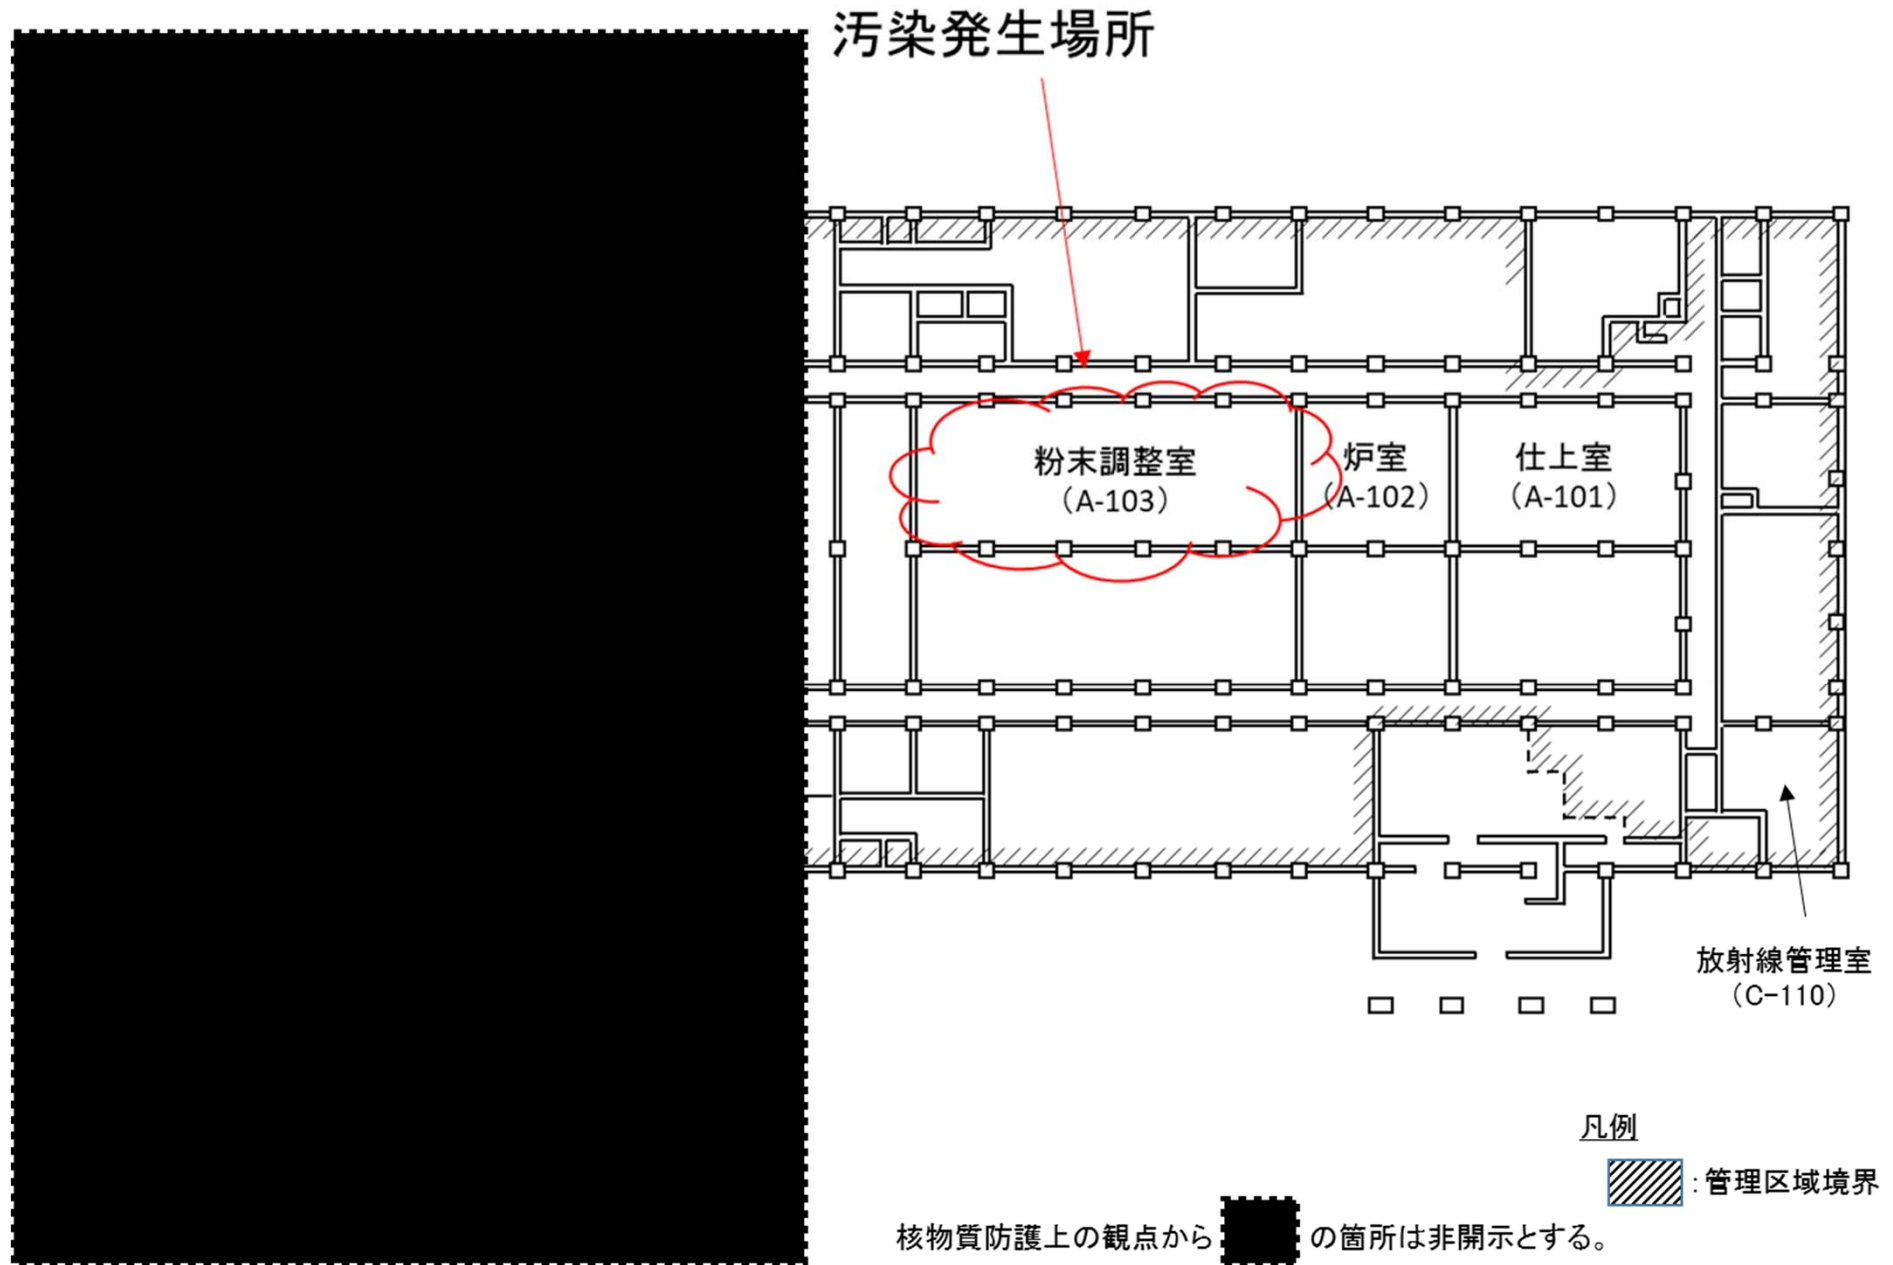 汚染発生場所
粉末調整室
（A-103）
炉室
（A-102）
仕上室
（A-101）
放射線管理室
（C-110）
凡例
：管理区域境界
核物質防護上の観点から の箇所は非開示とする。